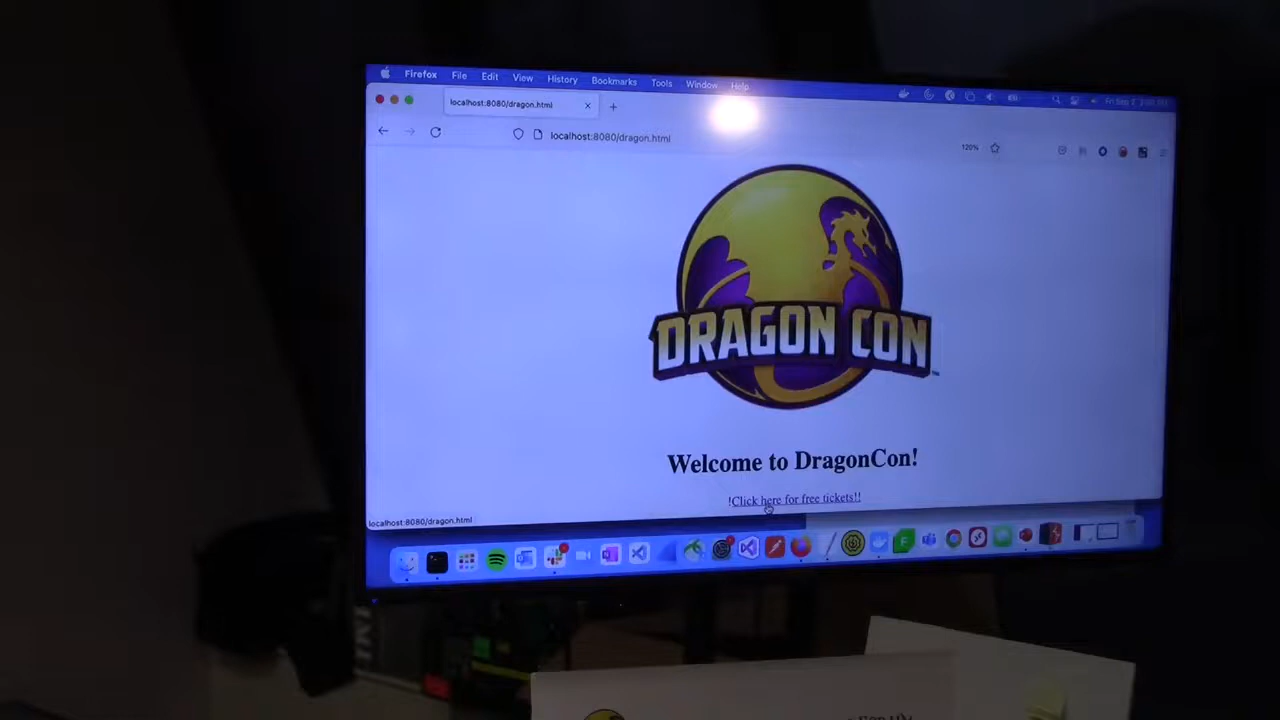 Firefox File Edit View History Bookmarks Tools Window Help
localhost:8080/dragon.html
localhost:8080/dragon.html
120%
DRAGON CON
Welcome to DragonCon!
!Click here for free tickets!!
localhost:8080/dragon.html